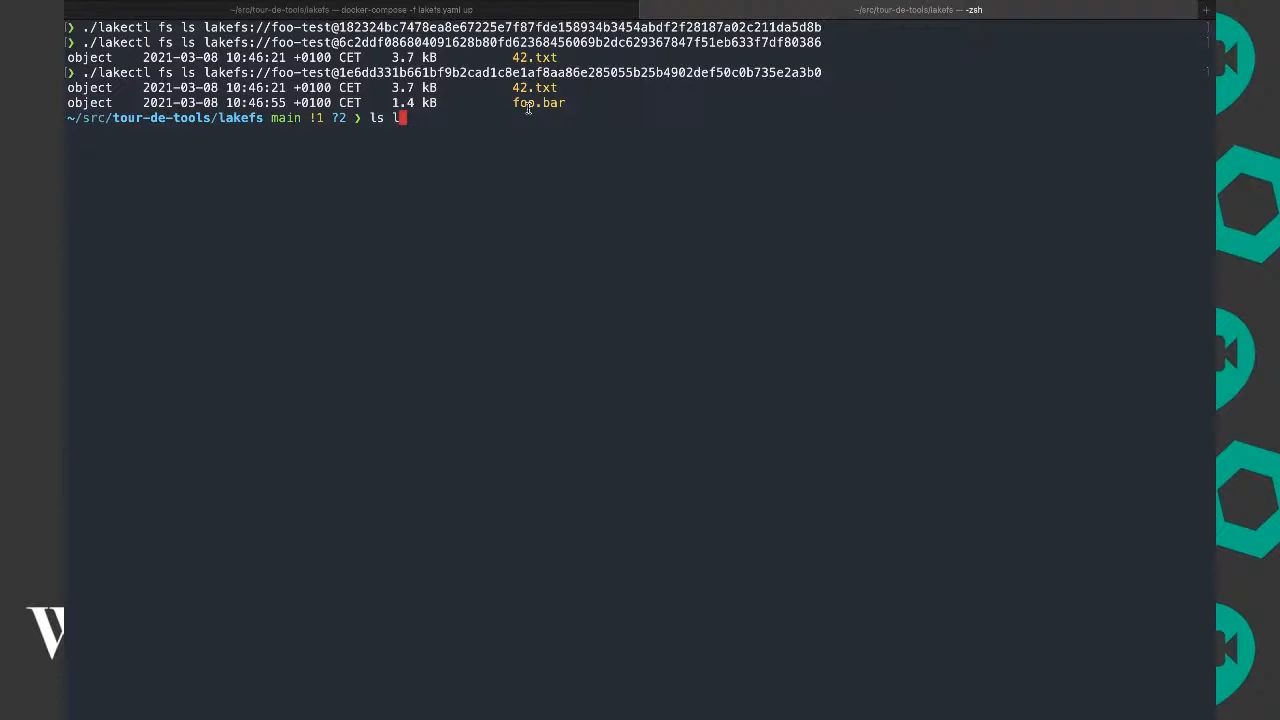 ~/src/tour-de-tools/lakefs — docker-compose -f lakefs.yaml up
~/src/tour-de-tools/lakefs — -zsh
+
❯ ./lakectl fs ls lakefs://foo-test@182324bc7478ea8e67225e7f87fde158934b3454abdf2f28187a02c211da5d8b
❯ ./lakectl fs ls lakefs://foo-test@6c2ddf086804091628b80fd62368456069b2dc629367847f51eb633f7df80386
object 2021-03-08 10:46:21 +0100 CET 3.7 kB 42.txt
❯ ./lakectl fs ls lakefs://foo-test@1e6dd331b661bf9b2cad1c8e1af8aa86e285055b25b4902def50c0b735e2a3b0
object 2021-03-08 10:46:21 +0100 CET 3.7 kB 42.txt
object 2021-03-08 10:46:55 +0100 CET 1.4 kB foo.bar
~/src/tour-de-tools/lakefs main !1 ?2 ❯ ls l